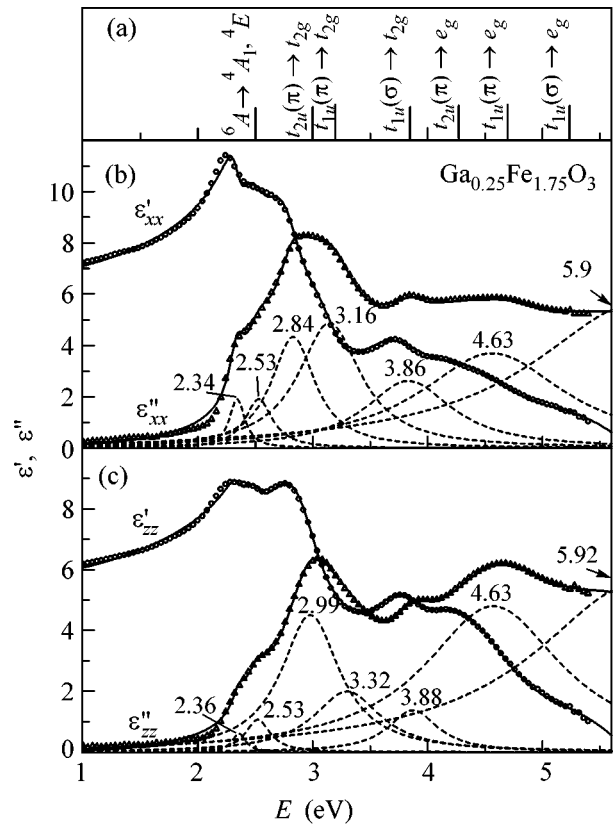 (a)
⁶A → ⁴A₁, ⁴E
t₂ᵤ(π) → t₂g
t₁ᵤ(π) → t₂g
t₁ᵤ(σ) → t₂g
t₂ᵤ(π) → e_g
t₁ᵤ(π) → e_g
t₁ᵤ(σ) → e_g
(b)
Ga₀.₂₅Fe₁.₇₅O₃
10
8
6
4
2
0
ε′ₓₓ
ε″ₓₓ
2.34
2.53
2.84
3.16
3.86
4.63
5.9
ε′, ε″
(c)
8
6
4
2
0
ε′zz
ε″zz
2.36
2.53
2.99
3.32
3.88
4.63
5.92
1 2 3 4 5
E (eV)